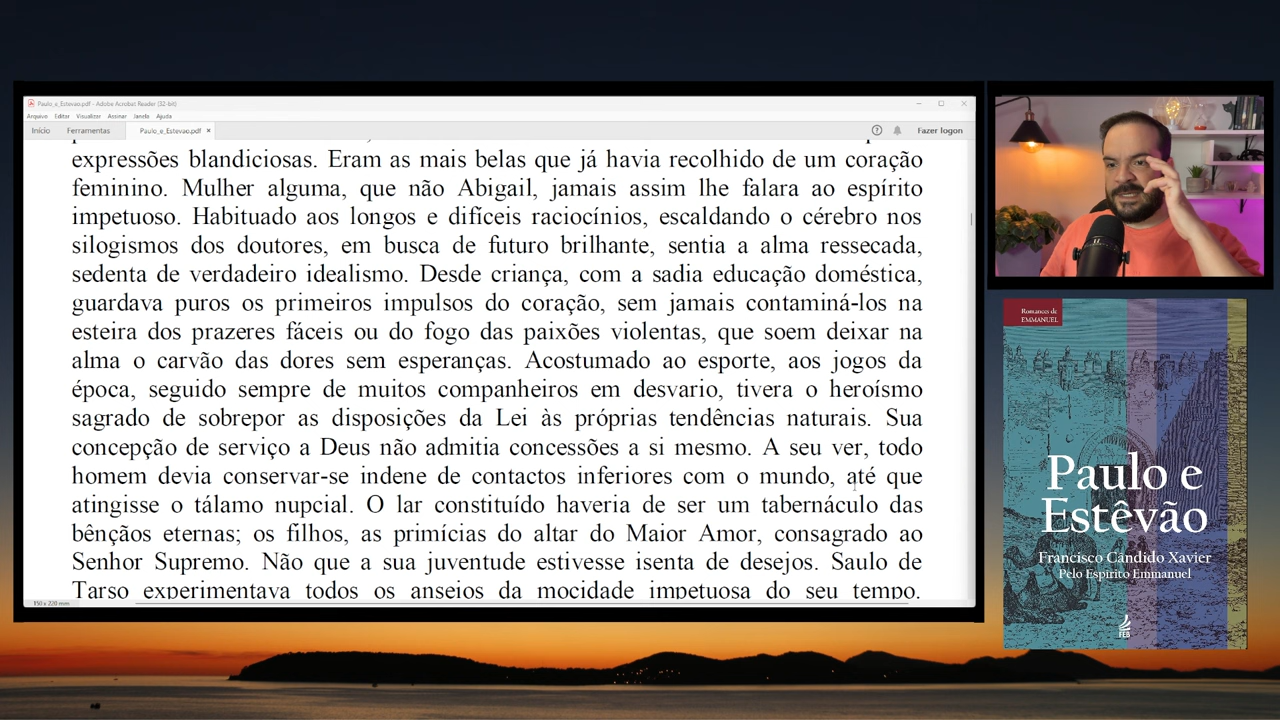 Paulo_e_Estevao.pdf - Adobe Acrobat Reader (32-bit)
Arquivo Editar Visualizar Assinar Janela Ajuda
Início Ferramentas Paulo_e_Estevao.pdf × Fazer logon
expressões blandiciosas. Eram as mais belas que já havia recolhido de um coração
feminino. Mulher alguma, que não Abigail, jamais assim lhe falara ao espírito
impetuoso. Habituado aos longos e difíceis raciocínios, escaldando o cérebro nos
silogismos dos doutores, em busca de futuro brilhante, sentia a alma ressecada,
sedenta de verdadeiro idealismo. Desde criança, com a sadia educação doméstica,
guardava puros os primeiros impulsos do coração, sem jamais contaminá-los na
esteira dos prazeres fáceis ou do fogo das paixões violentas, que soem deixar na
alma o carvão das dores sem esperanças. Acostumado ao esporte, aos jogos da
época, seguido sempre de muitos companheiros em desvario, tivera o heroísmo
sagrado de sobrepor as disposições da Lei às próprias tendências naturais. Sua
concepção de serviço a Deus não admitia concessões a si mesmo. A seu ver, todo
homem devia conservar-se indene de contactos inferiores com o mundo, até que
atingisse o tálamo nupcial. O lar constituído haveria de ser um tabernáculo das
bênçãos eternas; os filhos, as primícias do altar do Maior Amor, consagrado ao
Senhor Supremo. Não que a sua juventude estivesse isenta de desejos. Saulo de
Tarso experimentava todos os anseios da mocidade impetuosa do seu tempo.
150 x 220 mm
Romances de
EMMANUEL
Paulo e
Estêvão
Francisco Cândido Xavier
Pelo Espírito Emmanuel
FEB